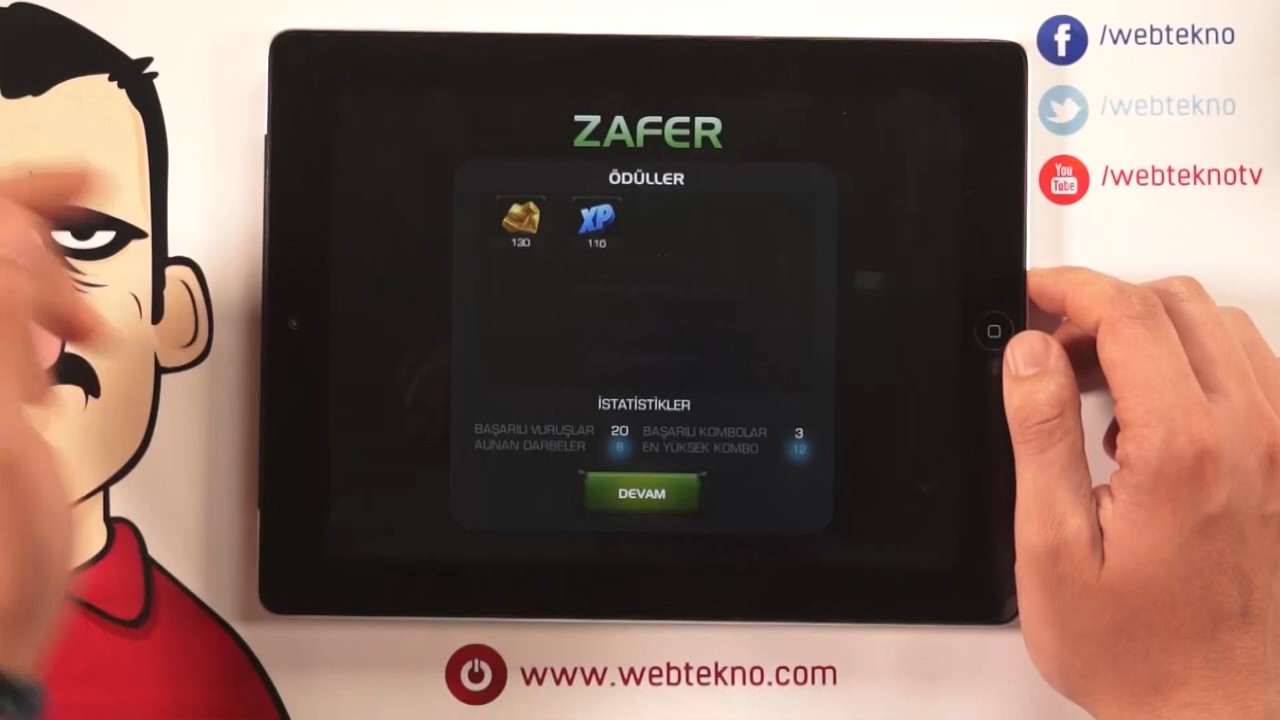 /webtekno
/webtekno
You
Tube
/webteknotv
ZAFER
ÖDÜLLER
XP
130
116
İSTATİSTİKLER
BAŞARILI VURUŞLAR 20 BAŞARILI KOMBOLAR 3
ALINAN DARBELER 8 EN YÜKSEK KOMBO 12
DEVAM
www.webtekno.com